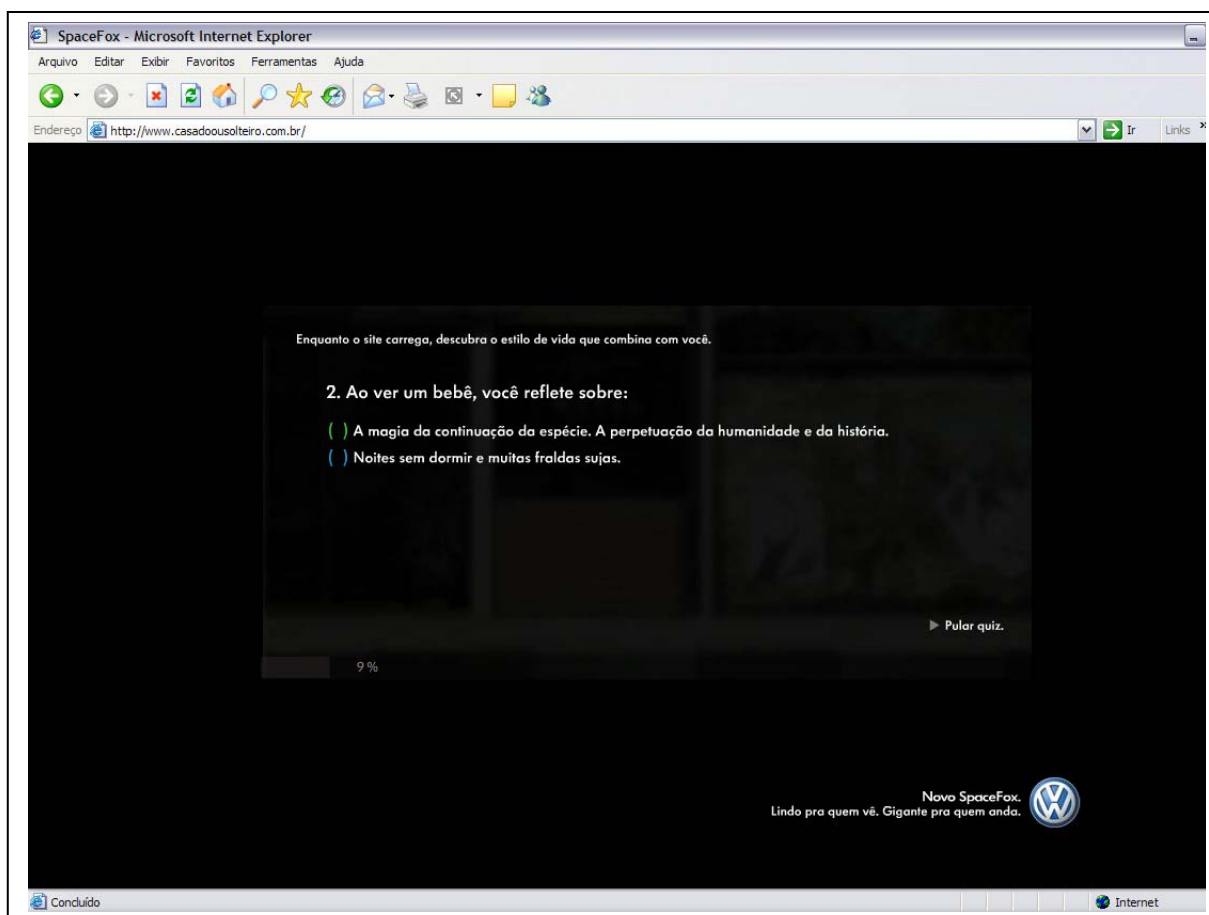 SpaceFox - Microsoft Internet Explorer
Arquivo Editar Exibir Favoritos Ferramentas Ajuda
Endereço http://www.casadoousolteiro.com.br/ Ir Links »
Enquanto o site carrega, descubra o estilo de vida que combina com você.
2. Ao ver um bebê, você reflete sobre:
( ) A magia da continuação da espécie. A perpetuação da humanidade e da história.
( ) Noites sem dormir e muitas fraldas sujas.
Pular quiz.
9%
Novo SpaceFox.
Lindo pra quem vê. Gigante pra quem anda.
Concluído Internet